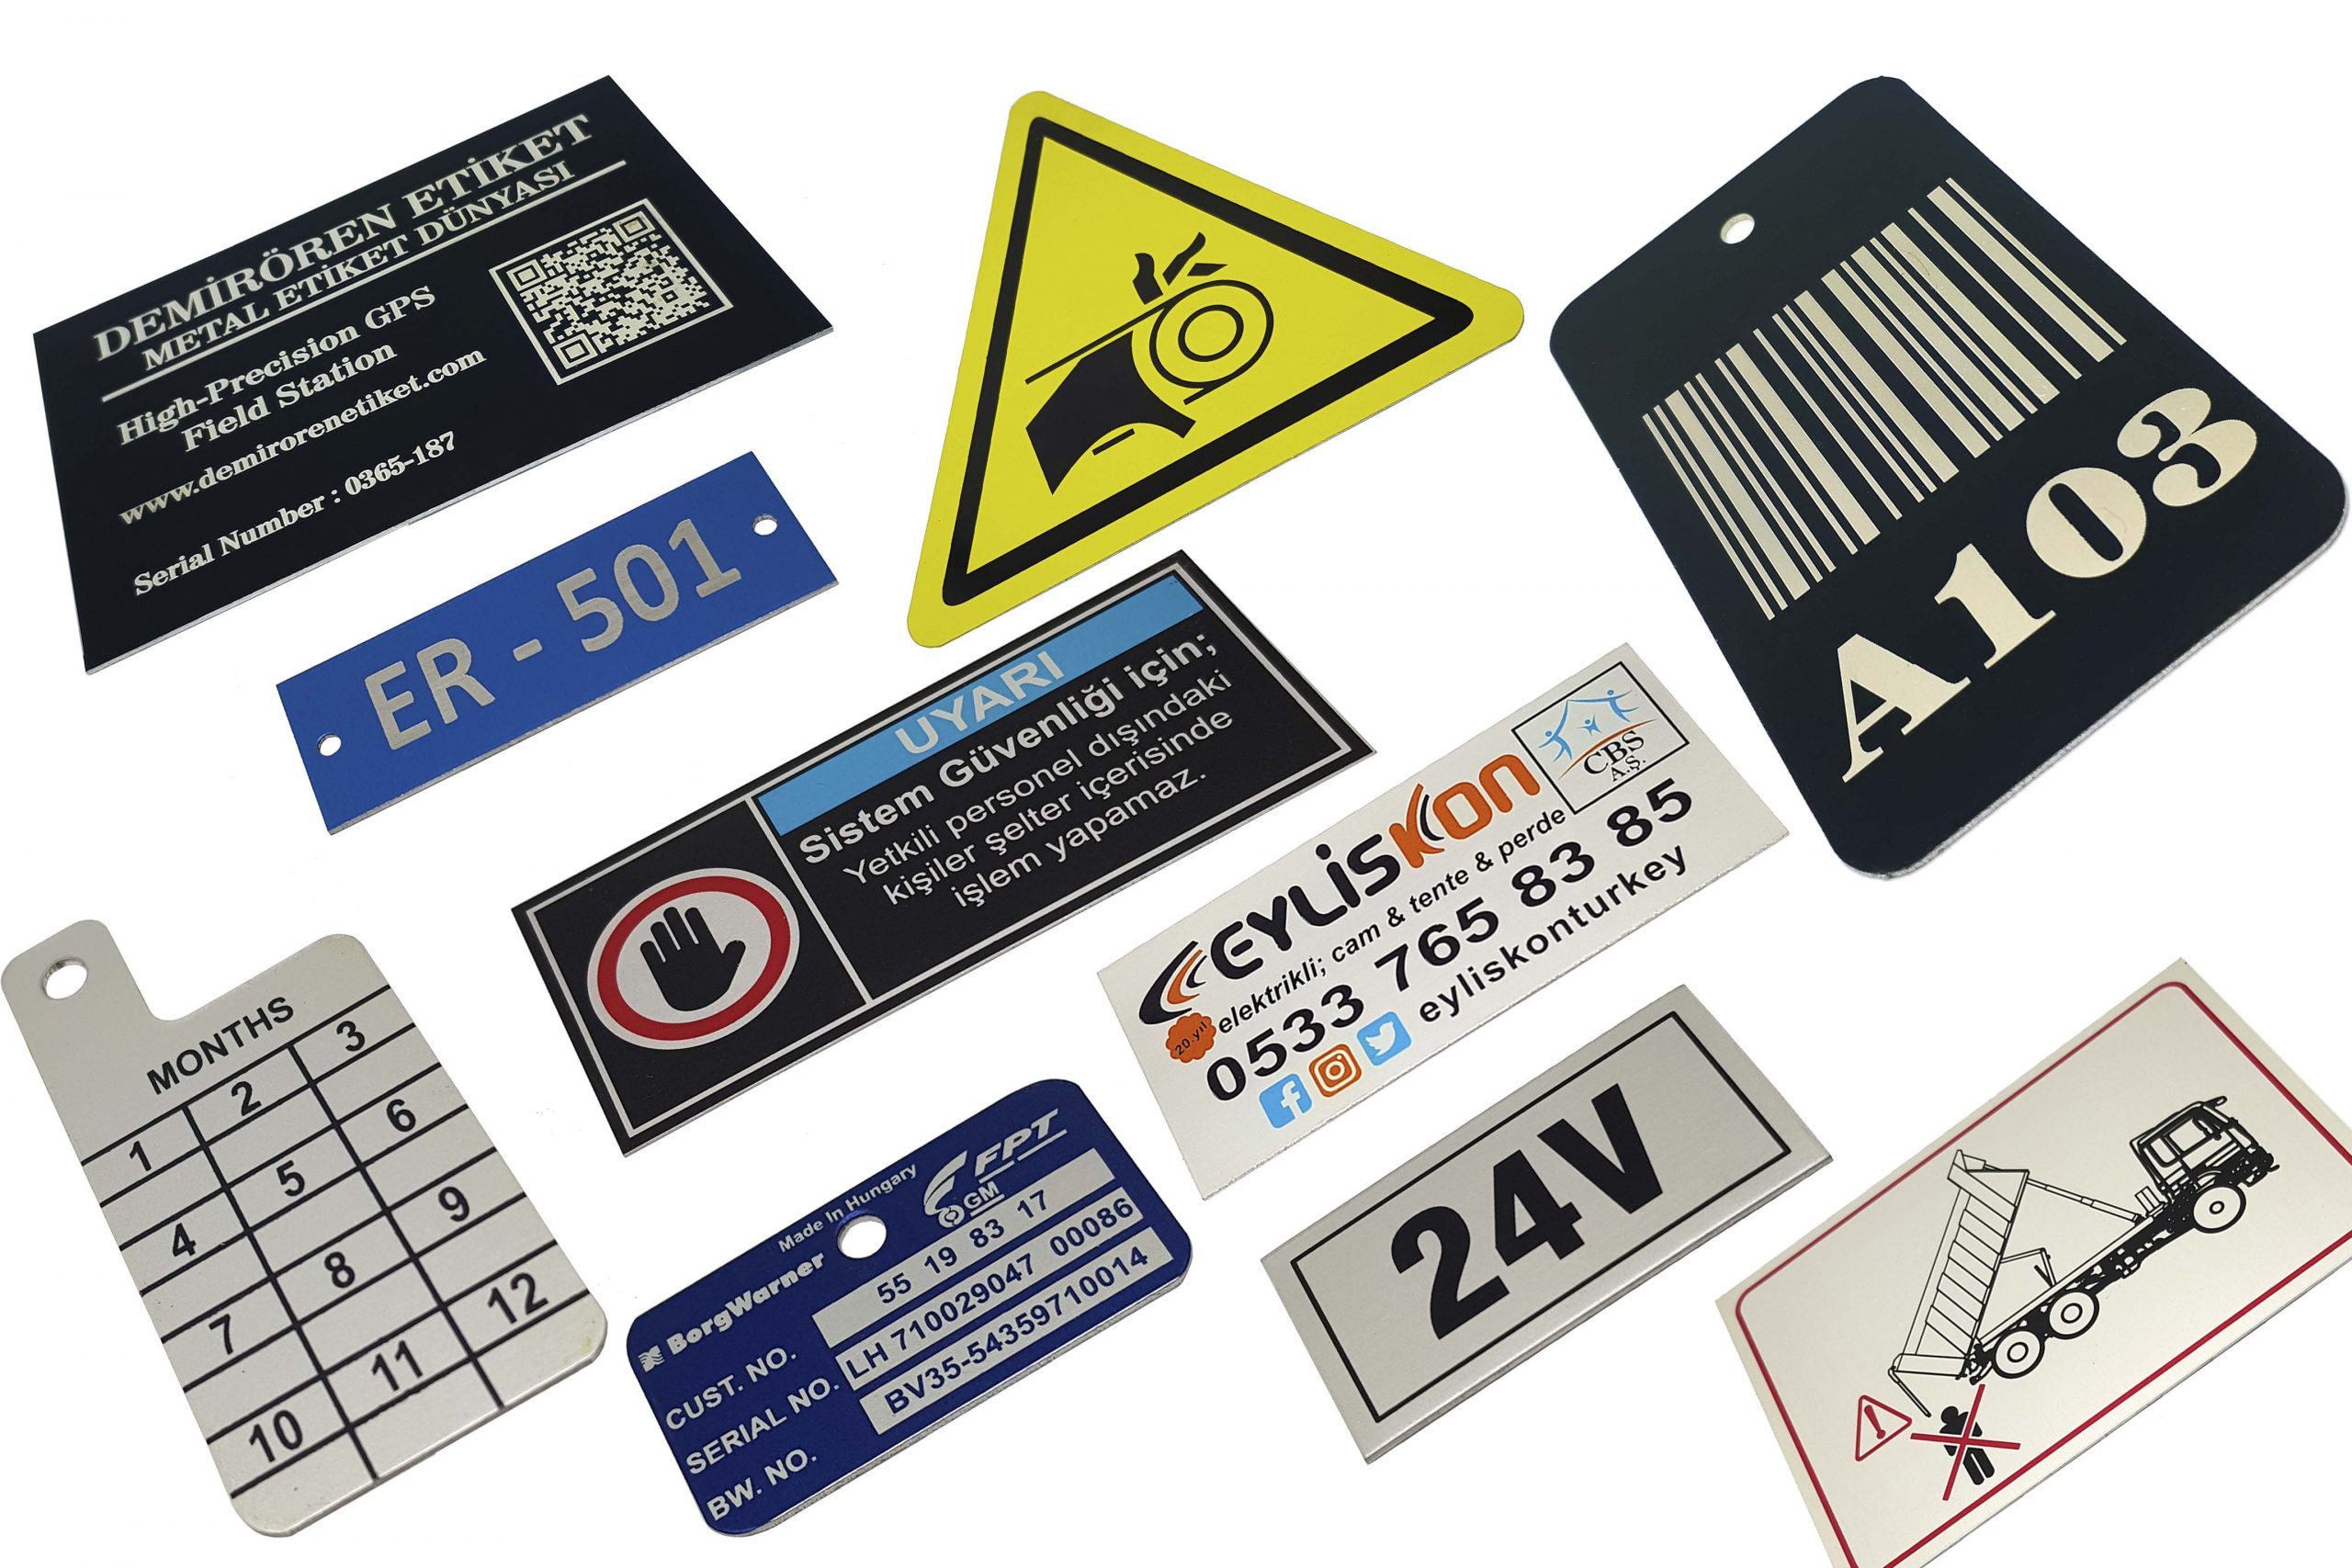 DEMİRÖREN ETİKET
METAL ETİKET DÜNYASI
High-Precision GPS
Field Station
www.demirorenetiket.com
Serial Number : 0365-187
A103
ER - 501
UYARI
Sistem Güvenliği için;
Yetkili personel dışındaki
kişiler şelter içerisinde
işlem yapamaz.
EYLİSKON
CBS
A.Ş.
elektrikli; cam & tente & perde
20.yıl
0533 765 83 85
eyliskonturkey
MONTHS
1 2 3
4 5 6
7 8 9
10 11 12
Made In Hungary
FPT
GM
BorgWarner
CUST. NO. 55 19 83 17
SERIAL NO. LH 710029047 00086
BW. NO. BV35-54359710014
24V